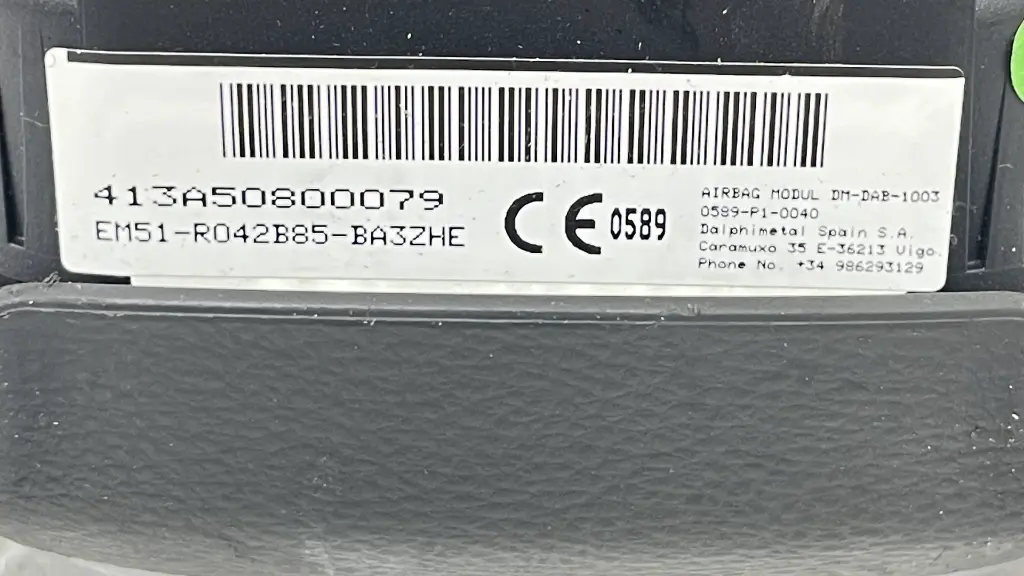 413A50800079
EM51-R042B85-BA3ZHE
CE 0589
AIRBAG MODUL DM-DAB-1003
0589-P1-0040
Dalphimetal Spain S.A.
Caramuxo 35 E-36213 Vigo.
Phone No. +34 986293129